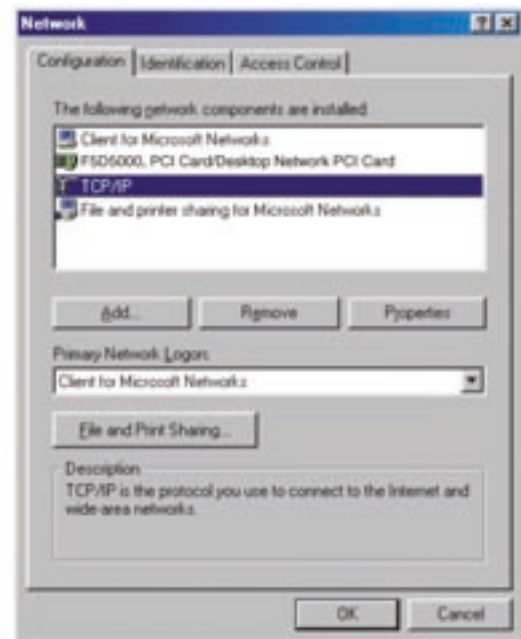 Network
Configuration Identification Access Control
The following network components are installed
Client for Microsoft Networks
F5D5000, PCI Card/Desktop Network PCI Card
TCP/IP
File and printer sharing for Microsoft Networks
Add... Remove Properties
Primary Network Logon:
Client for Microsoft Networks
File and Print Sharing...
Description
TCP/IP is the protocol you use to connect to the Internet and
wide-area networks.
OK Cancel